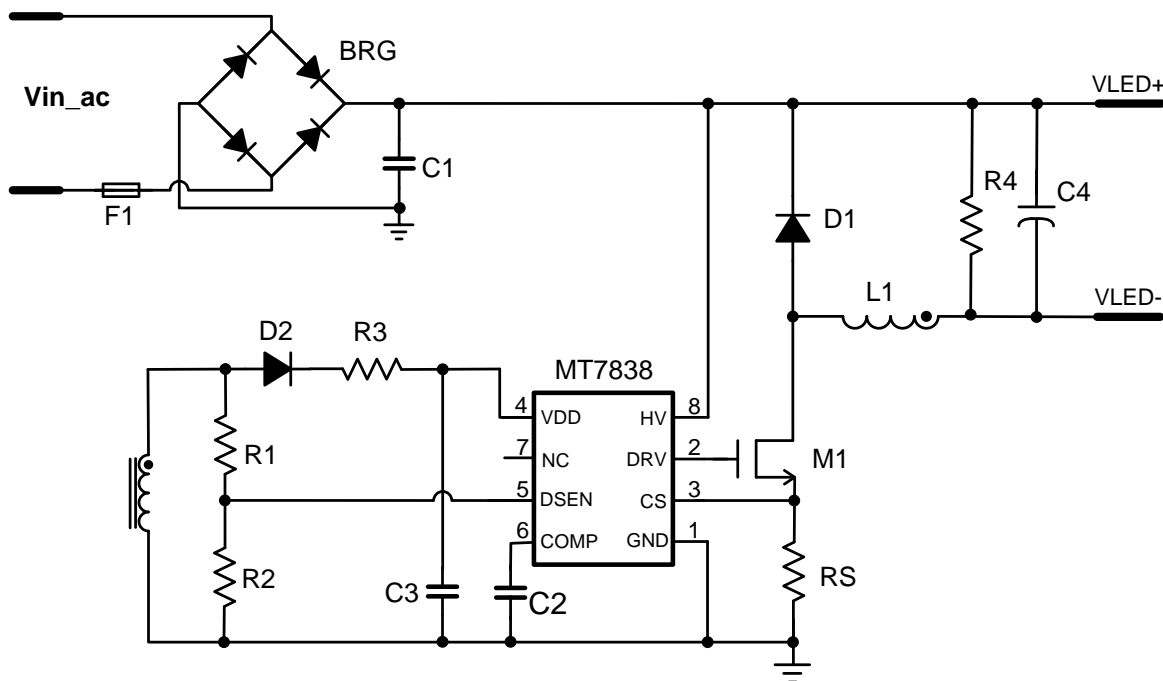 BRG
Vin_ac
VLED+
C1
R4
C4
F1
D1
L1
VLED-
D2
R3
MT7838
4
VDD
HV
8
7
NC
DRV
2
M1
R1
5
DSEN
CS
3
6
COMP
GND
1
R2
C3
C2
RS